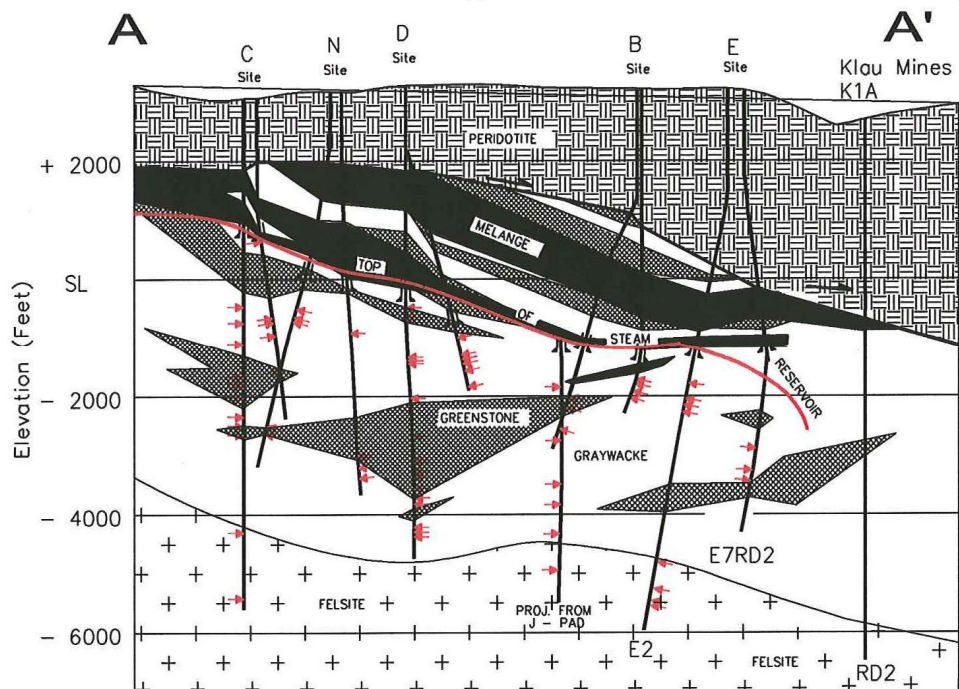 A
A'
C
Site
N
Site
D
Site
B
Site
E
Site
Klau Mines
K1A
PERIDOTITE
+ 2000
MELANGE
TOP
SL
OF
STEAM
RESERVOIR
- 2000
GREENSTONE
GRAYWACKE
Elevation (Feet)
- 4000
E7RD2
FELSITE
PROJ. FROM
J - PAD
- 6000
E2
FELSITE
RD2